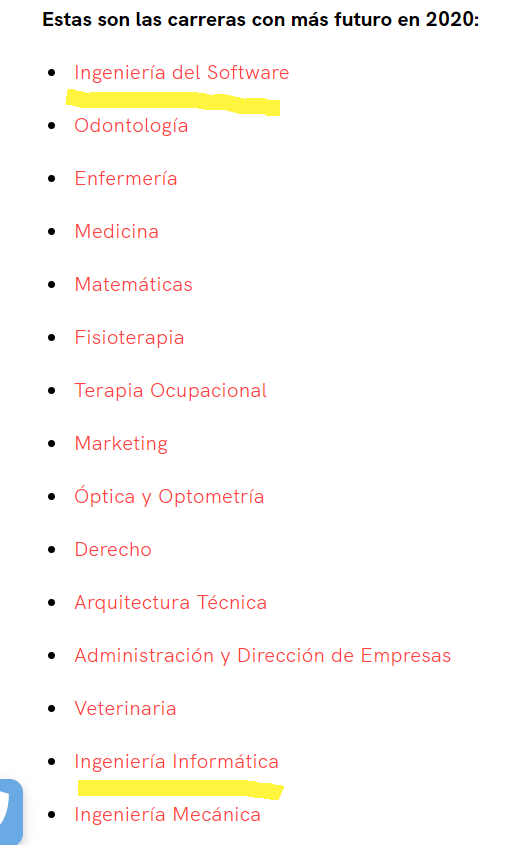 Estas son las carreras con más futuro en 2020:
Ingeniería del Software
Odontología
Enfermería
Medicina
Matemáticas
Fisioterapia
Terapia Ocupacional
Marketing
Óptica y Optometría
Derecho
Arquitectura Técnica
Administración y Dirección de Empresas
Veterinaria
Ingeniería Informática
Ingeniería Mecánica